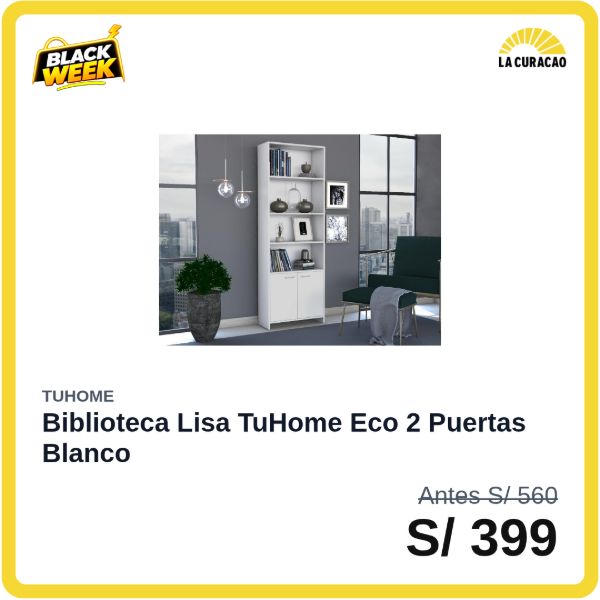 BLACK
WEEK
LA CURACAO
TUHOME
Biblioteca Lisa TuHome Eco 2 Puertas
Blanco
Antes S/ 560
S/ 399